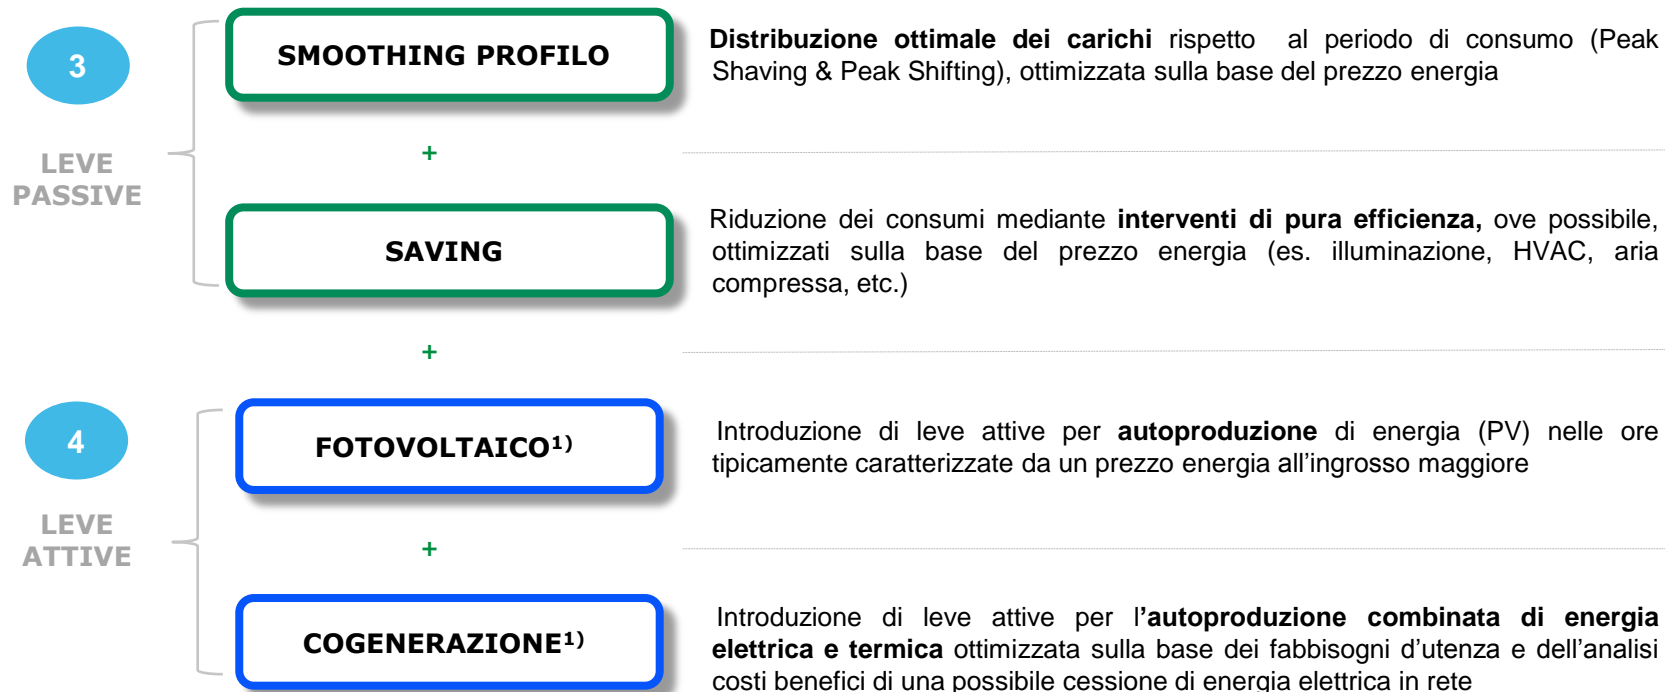 3
LEVE
PASSIVE
SMOOTHING PROFILO
Distribuzione ottimale dei carichi rispetto al periodo di consumo (Peak
Shaving & Peak Shifting), ottimizzata sulla base del prezzo energia
+
SAVING
Riduzione dei consumi mediante interventi di pura efficienza, ove possibile,
ottimizzati sulla base del prezzo energia (es. illuminazione, HVAC, aria
compressa, etc.)
+
4
LEVE
ATTIVE
FOTOVOLTAICO1)
Introduzione di leve attive per autoproduzione di energia (PV) nelle ore
tipicamente caratterizzate da un prezzo energia all’ingrosso maggiore
+
COGENERAZIONE1)
Introduzione di leve attive per l’autoproduzione combinata di energia
elettrica e termica ottimizzata sulla base dei fabbisogni d’utenza e dell’analisi
costi benefici di una possibile cessione di energia elettrica in rete